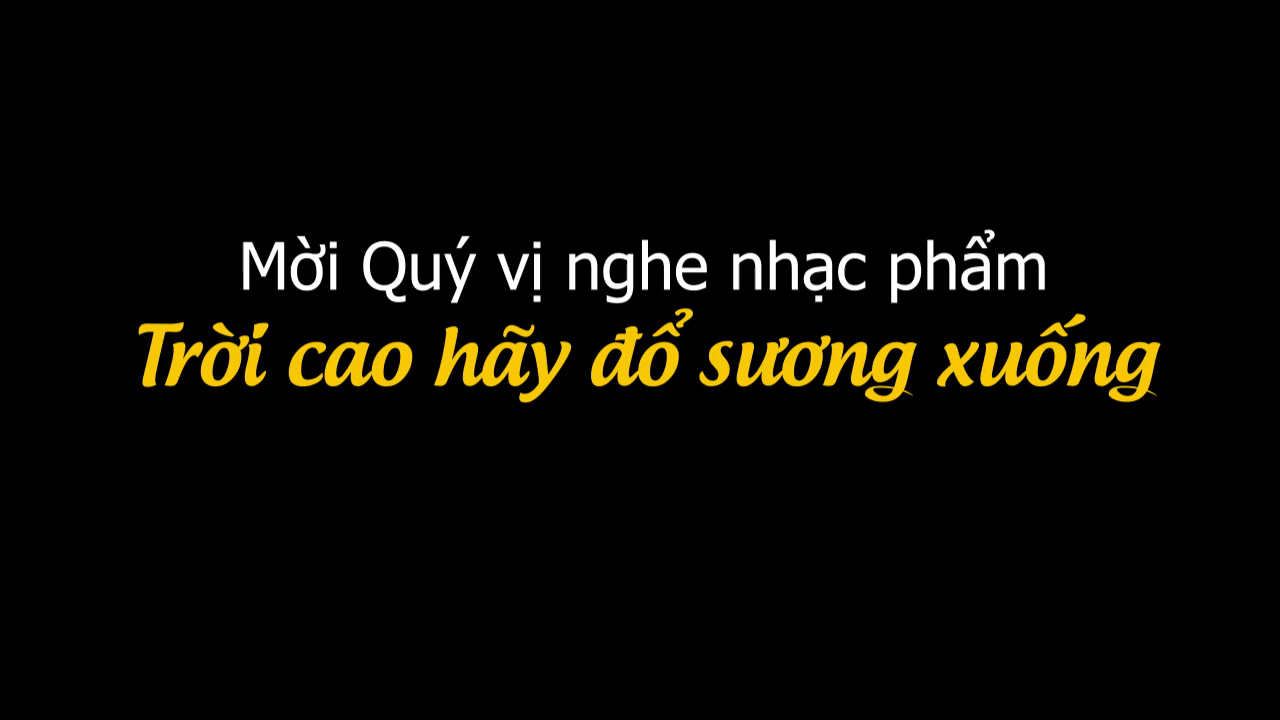 Mời Quý vị nghe nhạc phẩm
Trời cao hãy đổ sương xuống